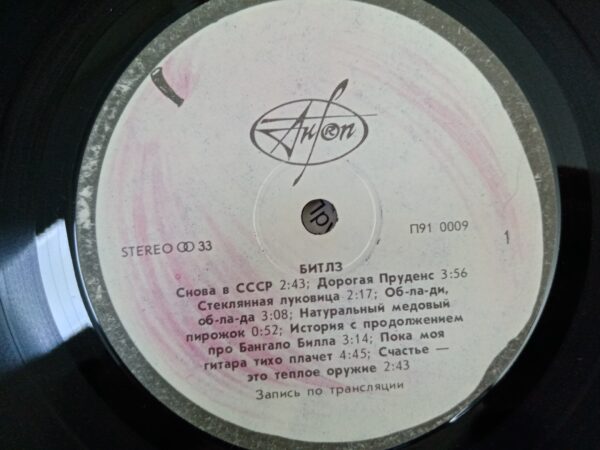 АнТроп
STEREO 33
П91 0009
1
БИТЛЗ
Снова в СССР 2:43; Дорогая Пруденс 3:56
Стеклянная луковица 2:17; Об-ла-ди,
об-ла-да 3:08; Натуральный медовый
пирожок 0:52; История с продолжением
про Бангало Билла 3:14; Пока моя
гитара тихо плачет 4:45; Счастье —
это теплое оружие 2:43
Запись по трансляции